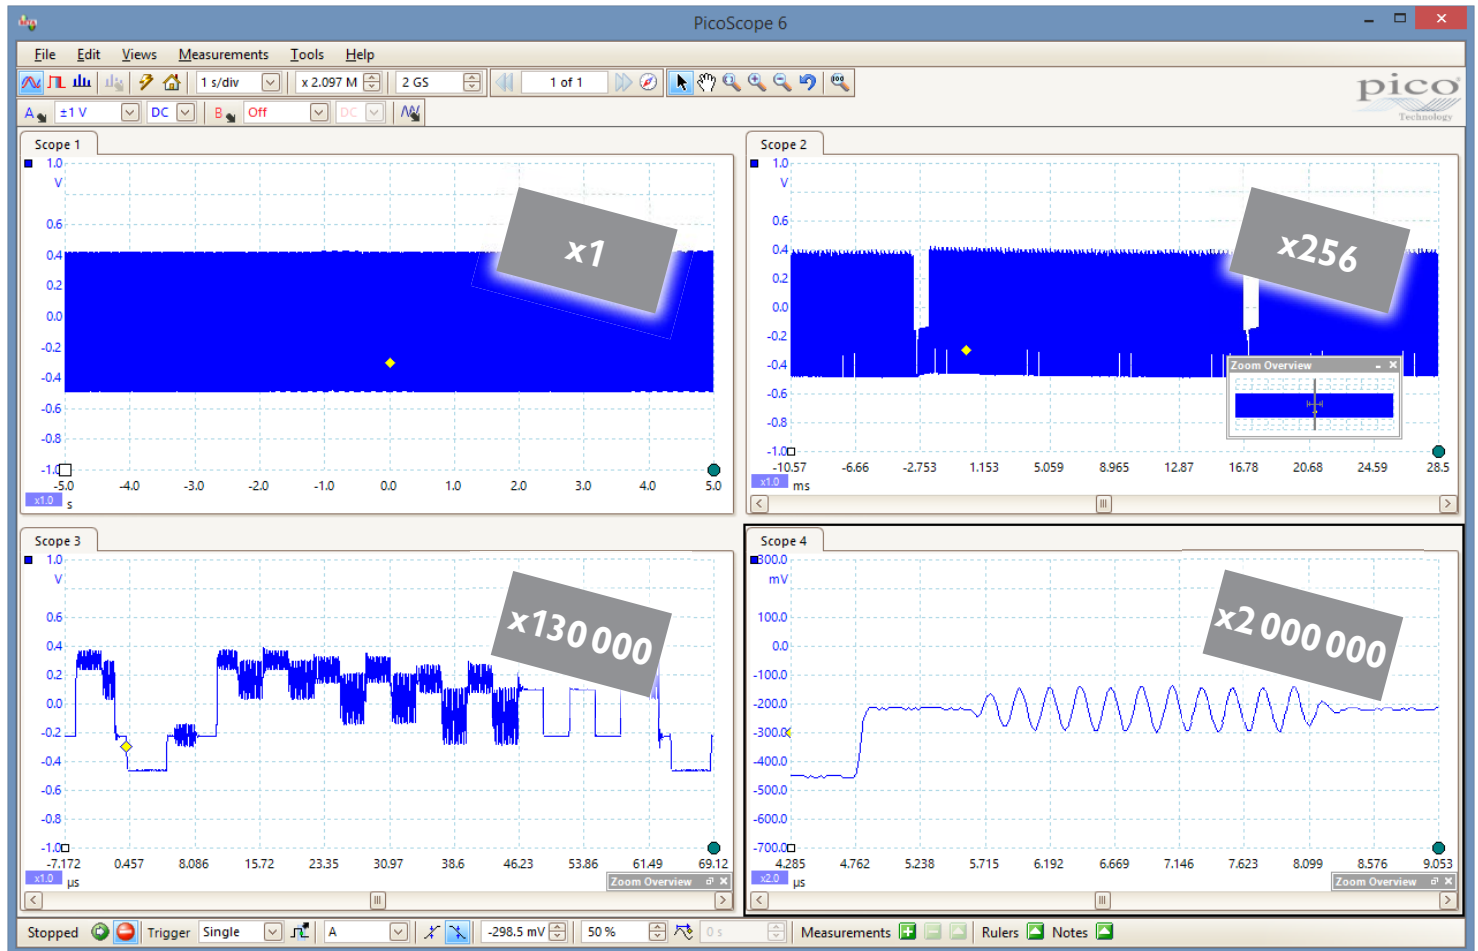 PicoScope 6
File Edit Views Measurements Tools Help
1 s/div x 2.097 M 2 GS 1 of 1
A ±1 V DC B Off DC
pico
Technology
Scope 1
1.0
V
0.6
0.4
0.2
0.0
-0.2
-0.4
-0.6
-0.8
-1.0
-5.0 -4.0 -3.0 -2.0 -1.0 0.0 1.0 2.0 3.0 4.0 5.0
x1.0 s
x1
Scope 2
1.0
V
0.6
0.4
0.2
0.0
-0.2
-0.4
-0.6
-0.8
-1.0
-10.57 -6.66 -2.753 1.153 5.059 8.965 12.87 16.78 20.68 24.59 28.5
x1.0 ms
x256
Zoom Overview
Scope 3
1.0
V
0.6
0.4
0.2
0.0
-0.2
-0.4
-0.6
-0.8
-1.0
-7.172 0.457 8.086 15.72 23.35 30.97 38.6 46.23 53.86 61.49 69.12
x1.0 µs
x130 000
Zoom Overview
Scope 4
300.0
mV
100.0
0.0
-100.0
-200.0
-300.0
-400.0
-500.0
-600.0
-700.0
4.285 4.762 5.238 5.715 6.192 6.669 7.146 7.623 8.099 8.576 9.053
x2.0 µs
x2 000 000
Zoom Overview
Stopped Trigger Single A -298.5 mV 50 % 0 s Measurements Rulers Notes